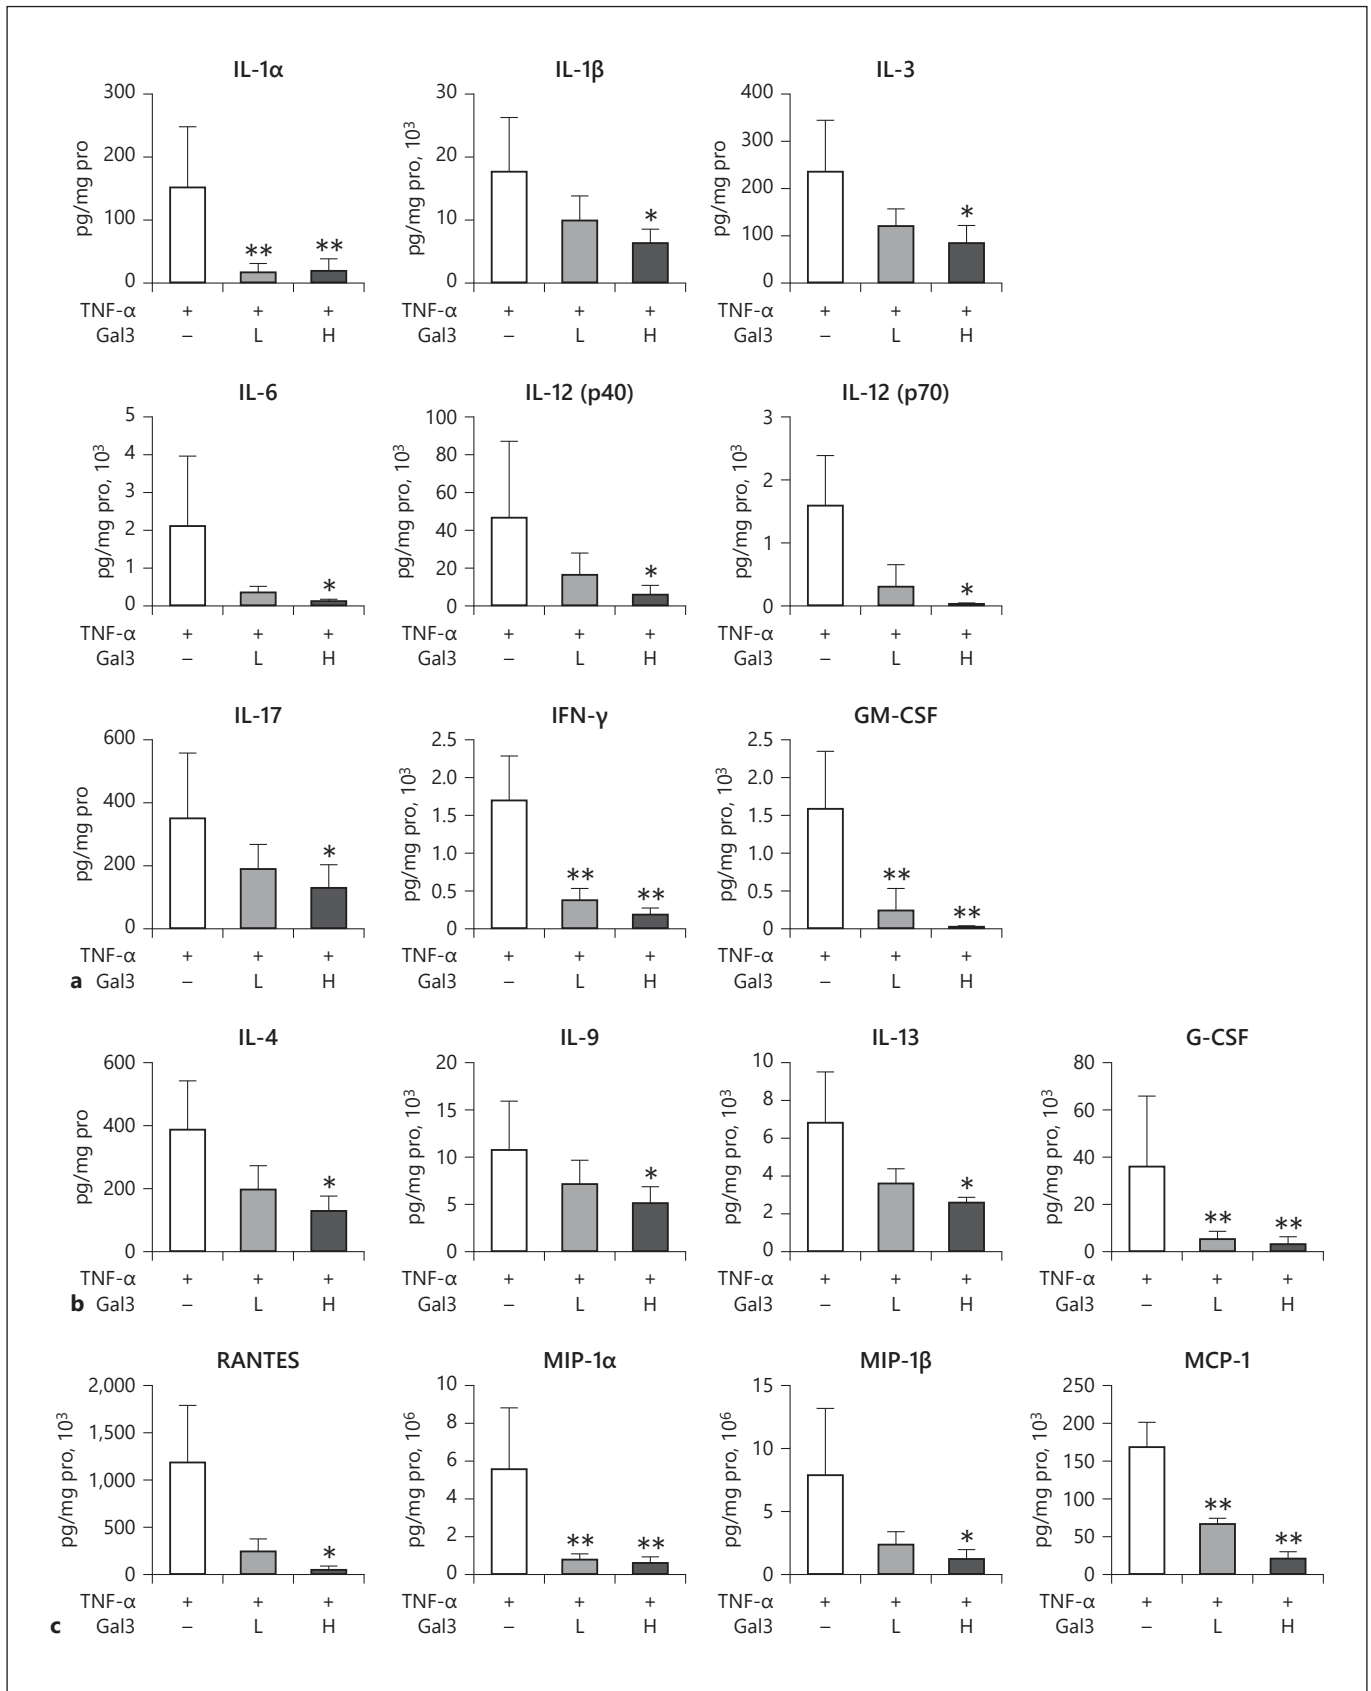 IL-1α IL-1β IL-3
300 30 400
300
200 20
200
100 10
100
0 0 0
pg/mg pro pg/mg pro, 10³ pg/mg pro
** ** * *
TNF-α + + + TNF-α + + + TNF-α + + +
Gal3 – L H Gal3 – L H Gal3 – L H
IL-6 IL-12 (p40) IL-12 (p70)
5 100 3
4 80
3 60 2
2 40 1
1 20
0 0 0
pg/mg pro, 10³ pg/mg pro, 10³ pg/mg pro, 10³
* * *
TNF-α + + + TNF-α + + + TNF-α + + +
Gal3 – L H Gal3 – L H Gal3 – L H
IL-17 IFN-γ GM-CSF
600 2.5 2.5
2.0 2.0
400 1.5 1.5
1.0 1.0
200 0.5 0.5
0 0 0
pg/mg pro pg/mg pro, 10³ pg/mg pro, 10³
* ** ** ** **
TNF-α + + + TNF-α + + + TNF-α + + +
a Gal3 – L H Gal3 – L H Gal3 – L H
IL-4 IL-9 IL-13 G-CSF
600 20 10 80
8
400 15 60
6
10 40
200 4
5 2 20
0 0 0 0
pg/mg pro pg/mg pro, 10³ pg/mg pro, 10³ pg/mg pro, 10³
* * * ** **
TNF-α + + + TNF-α + + + TNF-α + + + TNF-α + + +
b Gal3 – L H Gal3 – L H Gal3 – L H Gal3 – L H
RANTES MIP-1α MIP-1β MCP-1
2,000 10 15 250
8 200
1,500
6 10 150
1,000
4 100
500 5
2 50
0 0 0 0
pg/mg pro, 10³ pg/mg pro, 10⁶ pg/mg pro, 10⁶ pg/mg pro, 10³
* ** ** * ** **
TNF-α + + + TNF-α + + + TNF-α + + + TNF-α + + +
c Gal3 – L H Gal3 – L H Gal3 – L H Gal3 – L H